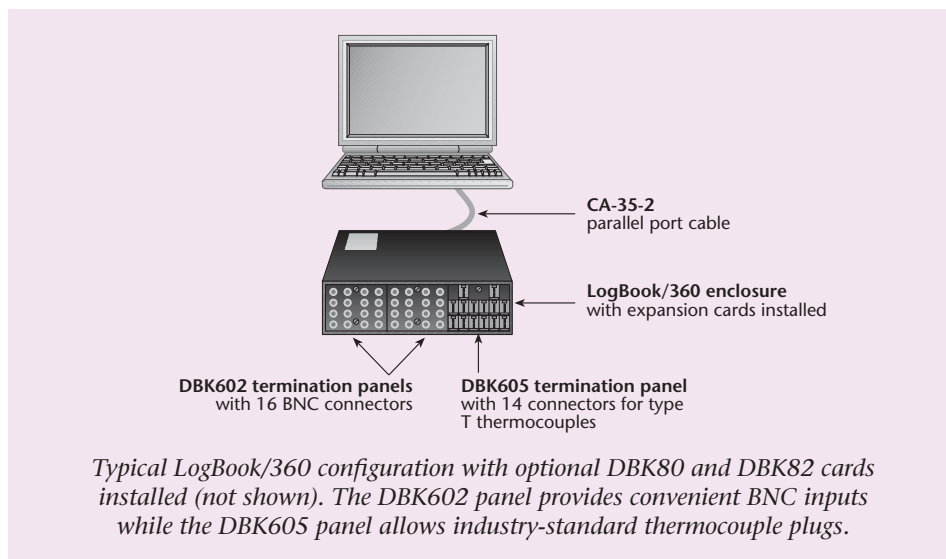 CA-35-2
parallel port cable
LogBook/360 enclosure
with expansion cards installed
DBK602 termination panels
with 16 BNC connectors
DBK605 termination panel
with 14 connectors for type
T thermocouples
Typical LogBook/360 configuration with optional DBK80 and DBK82 cards
installed (not shown). The DBK602 panel provides convenient BNC inputs
while the DBK605 panel allows industry-standard thermocouple plugs.